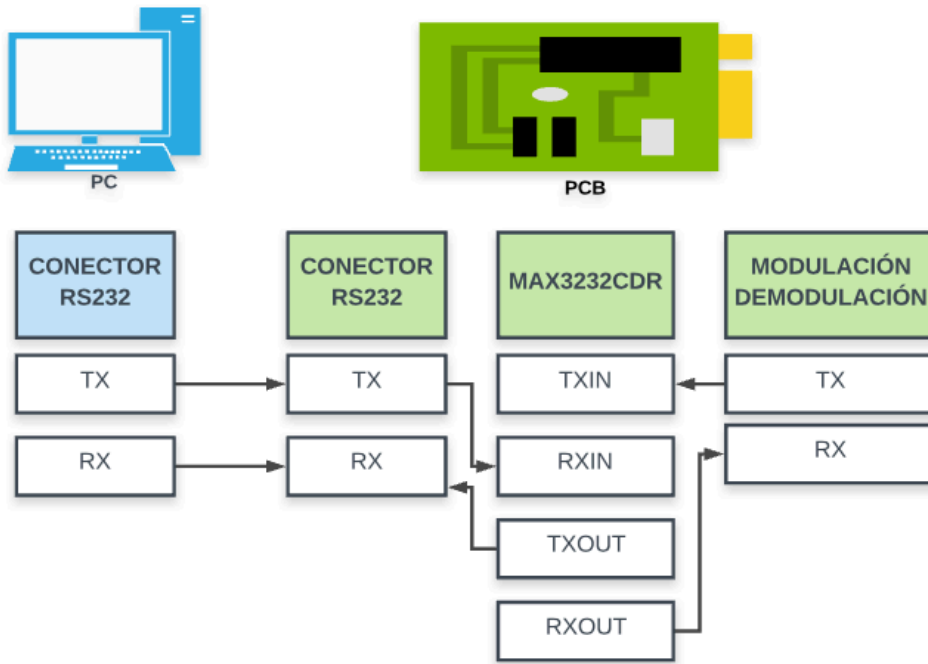 PC
PCB
CONECTOR
RS232
CONECTOR
RS232
MAX3232CDR
MODULACIÓN
DEMODULACIÓN
TX
TX
TXIN
TX
RX
RX
RXIN
RX
TXOUT
RXOUT